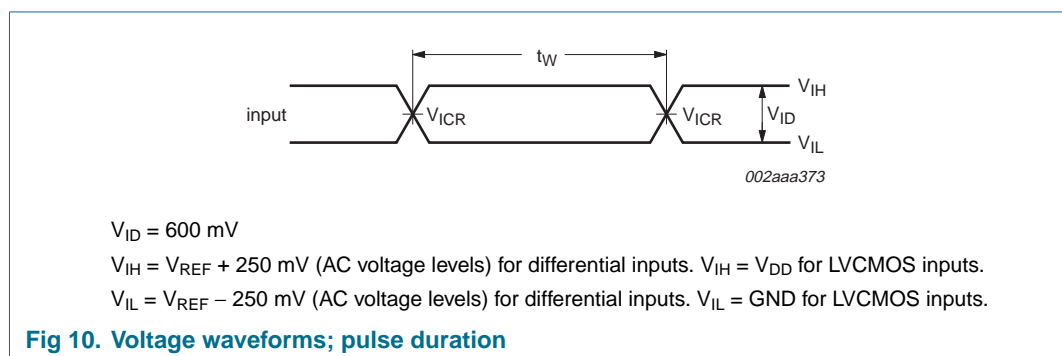 tW
VIH
input VICR VICR VID
VIL
002aaa373
VID = 600 mV
VIH = VREF + 250 mV (AC voltage levels) for differential inputs. VIH = VDD for LVCMOS inputs.
VIL = VREF − 250 mV (AC voltage levels) for differential inputs. VIL = GND for LVCMOS inputs.
Fig 10. Voltage waveforms; pulse duration